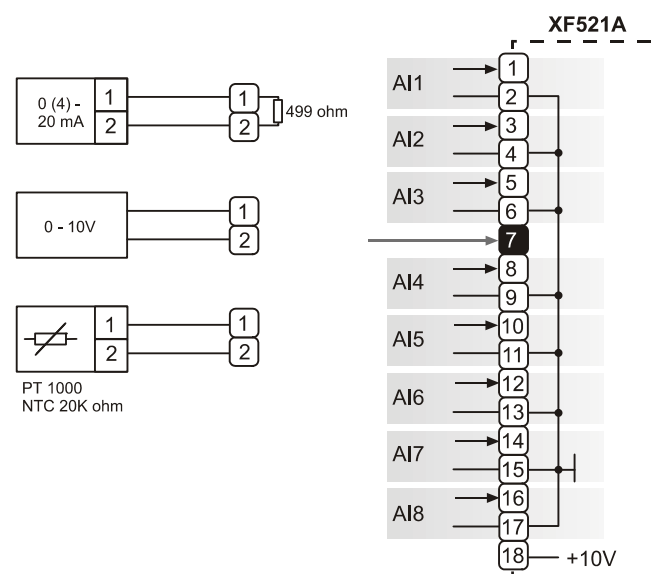 XF521A
0 (4) -
20 mA
1
2
1
2
499 ohm
0 - 10V
1
2
1
2
1
2
PT 1000
NTC 20K ohm
AI1
1
2
AI2
3
4
AI3
5
6
7
AI4
8
9
AI5
10
11
AI6
12
13
AI7
14
15
AI8
16
17
18
+10V